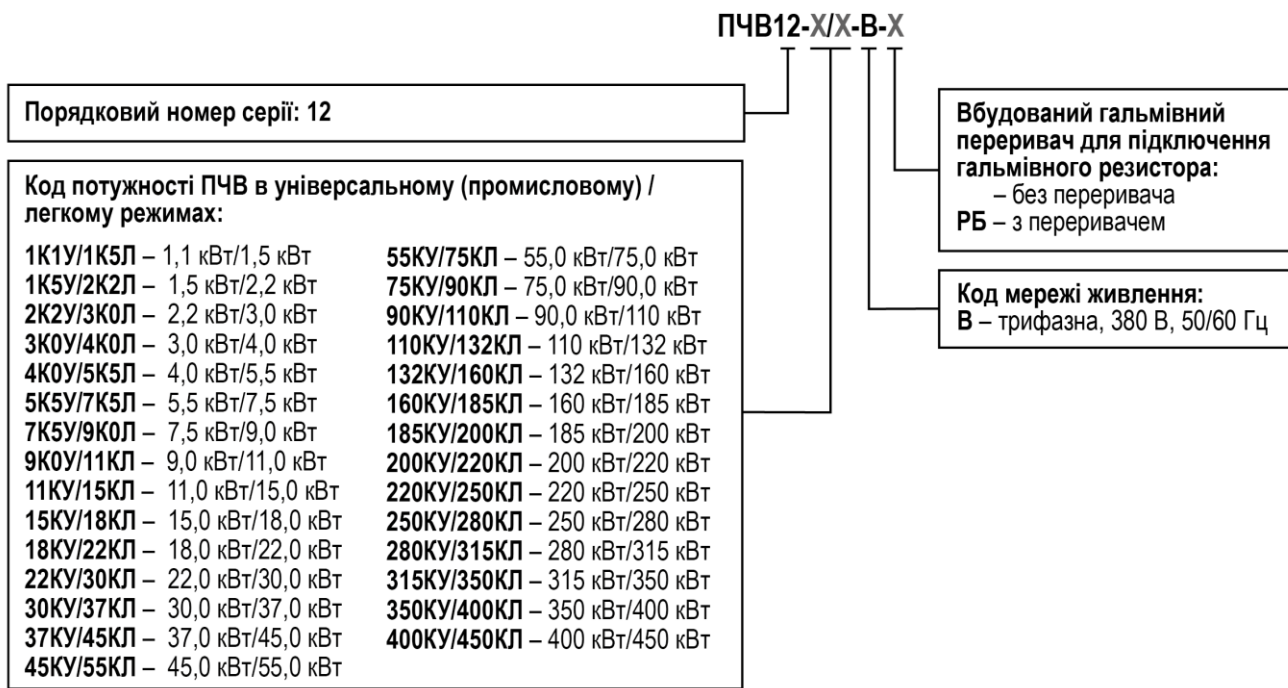 ПЧВ12-Х/Х-В-Х
Порядковий номер серії: 12
Код потужності ПЧВ в універсальному (промисловому) /
легкому режимах:
1К1У/1К5Л – 1,1 кВт/1,5 кВт
1К5У/2К2Л – 1,5 кВт/2,2 кВт
2К2У/3К0Л – 2,2 кВт/3,0 кВт
3К0У/4К0Л – 3,0 кВт/4,0 кВт
4К0У/5К5Л – 4,0 кВт/5,5 кВт
5К5У/7К5Л – 5,5 кВт/7,5 кВт
7К5У/9К0Л – 7,5 кВт/9,0 кВт
9К0У/11КЛ – 9,0 кВт/11,0 кВт
11КУ/15КЛ – 11,0 кВт/15,0 кВт
15КУ/18КЛ – 15,0 кВт/18,0 кВт
18КУ/22КЛ – 18,0 кВт/22,0 кВт
22КУ/30КЛ – 22,0 кВт/30,0 кВт
30КУ/37КЛ – 30,0 кВт/37,0 кВт
37КУ/45КЛ – 37,0 кВт/45,0 кВт
45КУ/55КЛ – 45,0 кВт/55,0 кВт
55КУ/75КЛ – 55,0 кВт/75,0 кВт
75КУ/90КЛ – 75,0 кВт/90,0 кВт
90КУ/110КЛ – 90,0 кВт/110 кВт
110КУ/132КЛ – 110 кВт/132 кВт
132КУ/160КЛ – 132 кВт/160 кВт
160КУ/185КЛ – 160 кВт/185 кВт
185КУ/200КЛ – 185 кВт/200 кВт
200КУ/220КЛ – 200 кВт/220 кВт
220КУ/250КЛ – 220 кВт/250 кВт
250КУ/280КЛ – 250 кВт/280 кВт
280КУ/315КЛ – 280 кВт/315 кВт
315КУ/350КЛ – 315 кВт/350 кВт
350КУ/400КЛ – 350 кВт/400 кВт
400КУ/450КЛ – 400 кВт/450 кВт
Вбудований гальмівний
переривач для підключення
гальмівного резистора:
– без переривача
РБ – з переривачем
Код мережі живлення:
В – трифазна, 380 В, 50/60 Гц